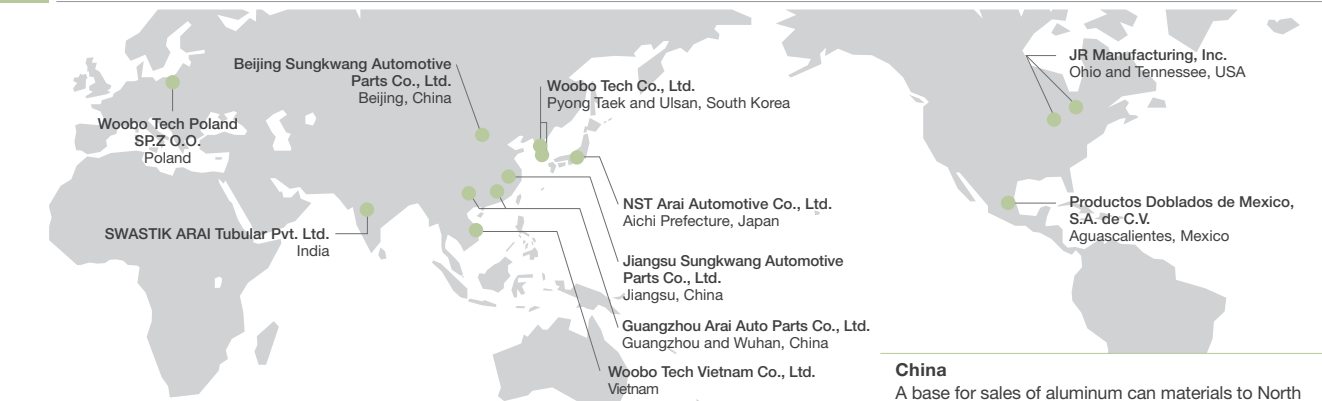 Beijing Sungkwang Automotive
Parts Co., Ltd.
Beijing, China
Woobo Tech Poland
SP.Z O.O.
Poland
SWASTIK ARAI Tubular Pvt. Ltd.
India
Woobo Tech Co., Ltd.
Pyong Taek and Ulsan, South Korea
NST Arai Automotive Co., Ltd.
Aichi Prefecture, Japan
Jiangsu Sungkwang Automotive
Parts Co., Ltd.
Jiangsu, China
Guangzhou Arai Auto Parts Co., Ltd.
Guangzhou and Wuhan, China
Woobo Tech Vietnam Co., Ltd.
Vietnam
JR Manufacturing, Inc.
Ohio and Tennessee, USA
Productos Doblados de Mexico,
S.A. de C.V.
Aguascalientes, Mexico
China
A base for sales of aluminum can materials to North